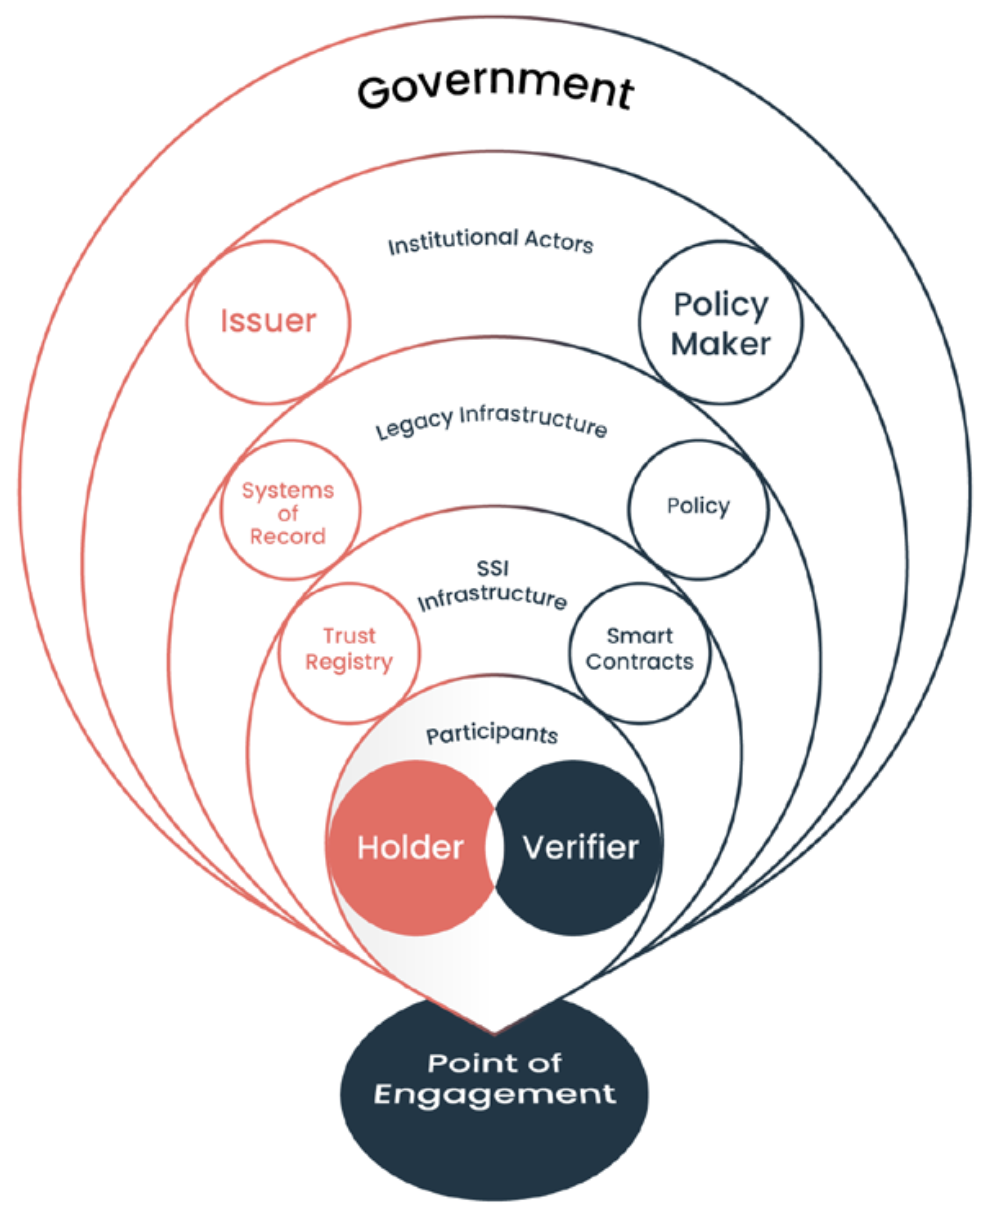 Government
Institutional Actors
Issuer
Policy
Maker
Legacy Infrastructure
Systems
of
Record
Policy
SSI
Infrastructure
Trust
Registry
Smart
Contracts
Participants
Holder
Verifier
Point of
Engagement